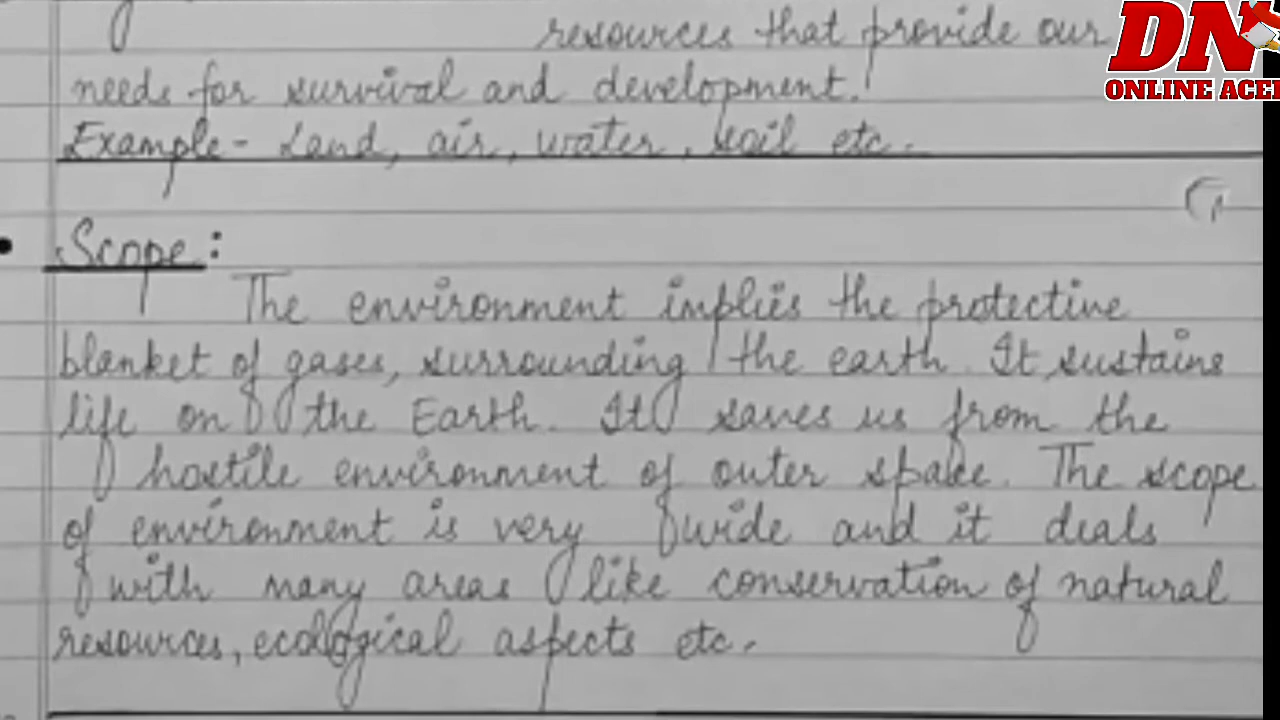 resources that provide our
needs for survival and development.
Example- Land, air, water, soil etc.
Scope:
The environment implies the protective
blanket of gases, surrounding the earth. It sustains
life on the Earth. It saves us from the
hostile environment of outer space. The scope
of environment is very wide and it deals
with many areas like conservation of natural
resources, ecological aspects etc.
DN
ONLINE